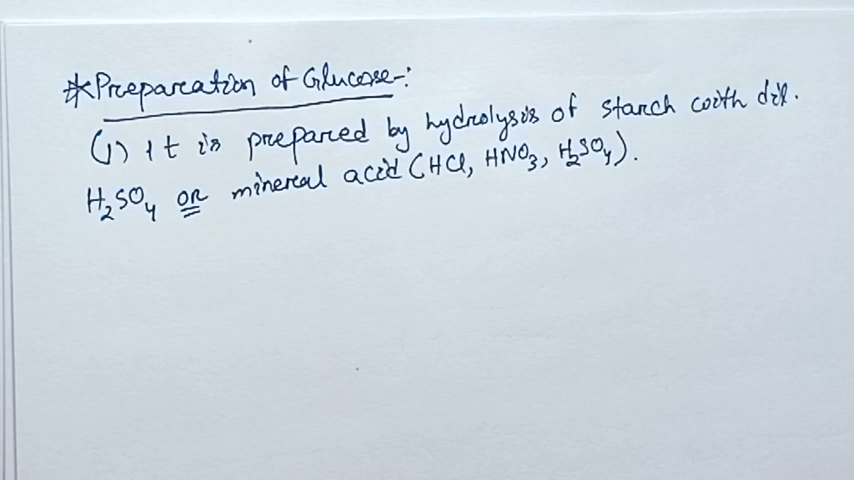 *Preparation of Glucose-:
(1) It is prepared by hydrolysis of starch with dil.
H₂SO₄ OR mineral acid (HCl, HNO₃, H₂SO₄).